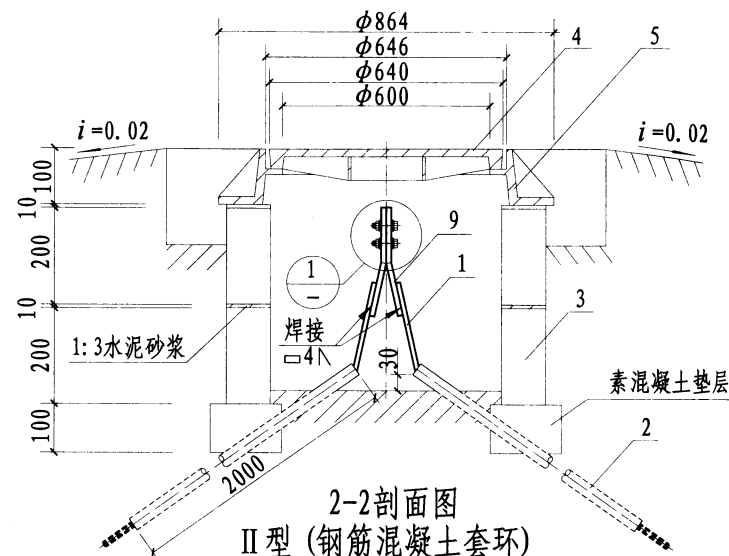 φ864
φ646
φ640
φ600
4
5
i=0.02
i=0.02
100
10
200
10
200
100
9
1
1
–
3
焊接
4
30
1:3水泥砂浆
素混凝土垫层
2
2000
2-2剖面图
II型 (钢筋混凝土套环)